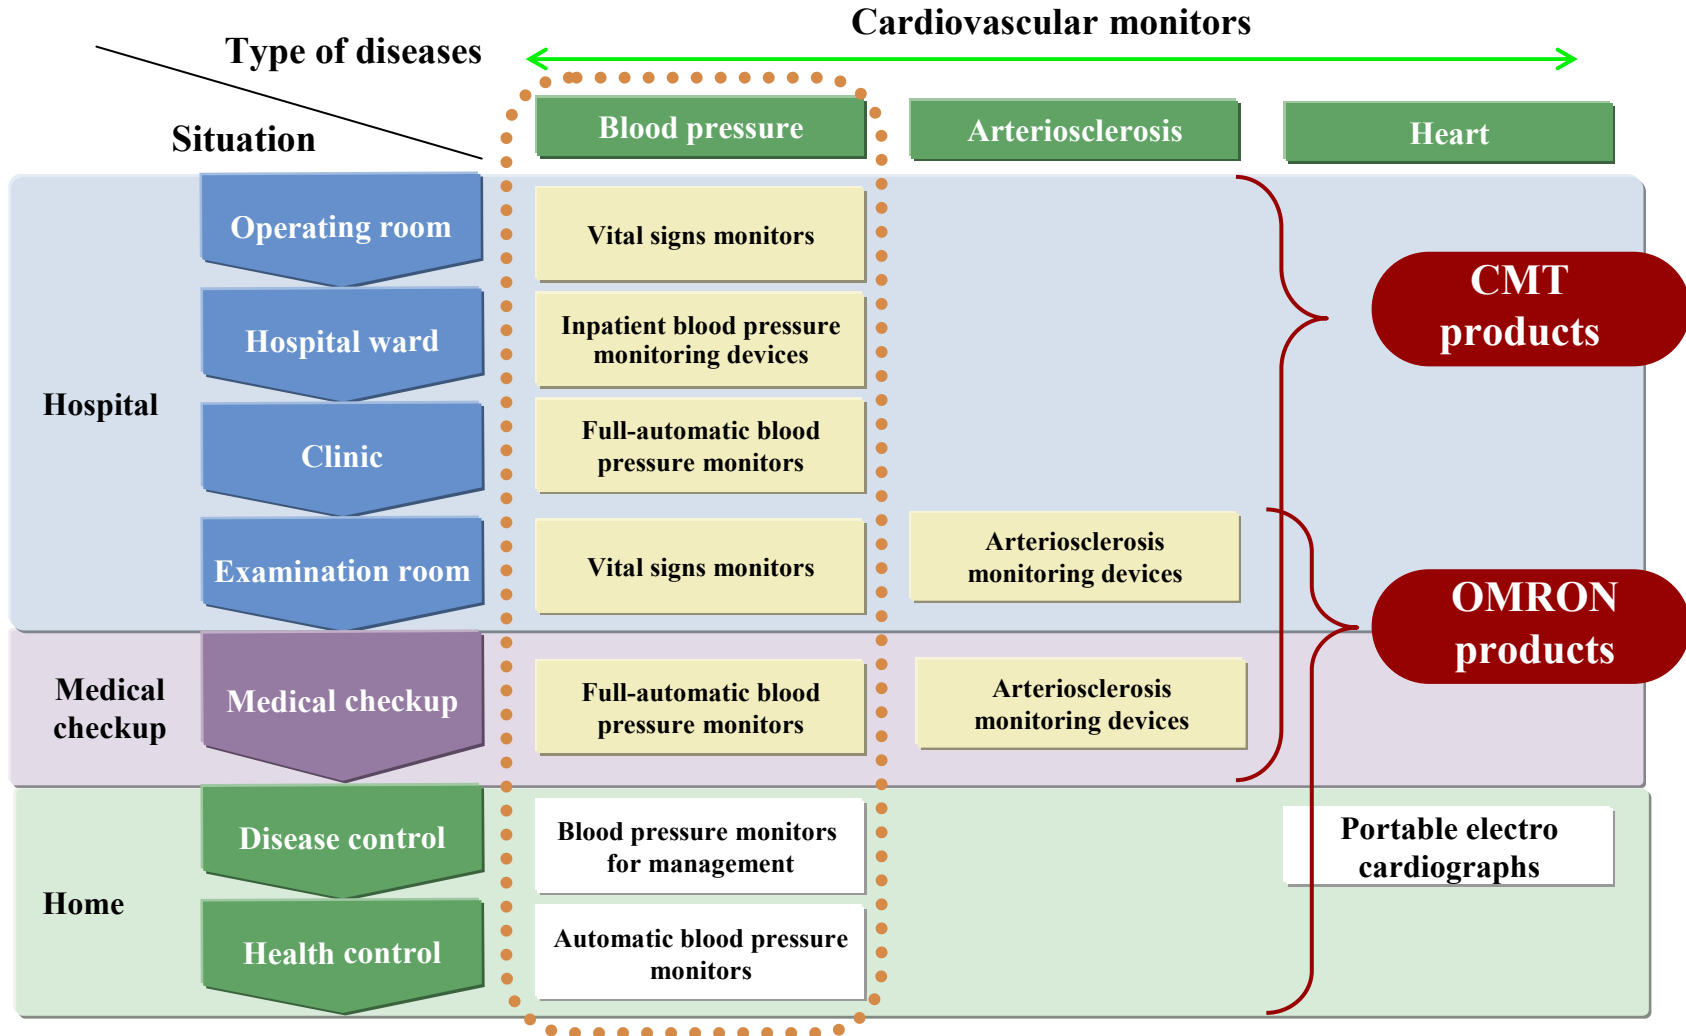 Cardiovascular monitors
Type of diseases
Situation
Blood pressure
Arteriosclerosis
Heart
Hospital
Operating room
Vital signs monitors
CMT
products
Hospital ward
Inpatient blood pressure
monitoring devices
Clinic
Full-automatic blood
pressure monitors
Examination room
Vital signs monitors
Arteriosclerosis
monitoring devices
OMRON
products
Medical
checkup
Medical checkup
Full-automatic blood
pressure monitors
Arteriosclerosis
monitoring devices
Home
Disease control
Blood pressure monitors
for management
Portable electro
cardiographs
Health control
Automatic blood pressure
monitors